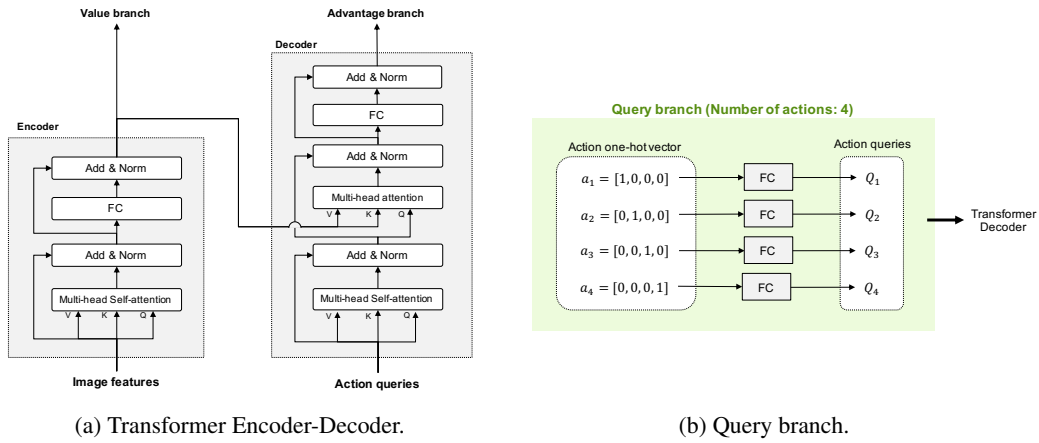 Value branch
Encoder
Add & Norm
FC
Add & Norm
Multi-head Self-attention
V K Q
Image features
Advantage branch
Decoder
Add & Norm
FC
Add & Norm
Multi-head attention
V K Q
Add & Norm
Multi-head Self-attention
V K Q
Action queries
(a) Transformer Encoder-Decoder.
Query branch (Number of actions: 4)
Action one-hot vector
Action queries
a₁ = [1, 0, 0, 0] FC Q₁
a₂ = [0, 1, 0, 0] FC Q₂
a₃ = [0, 0, 1, 0] FC Q₃
a₄ = [0, 0, 0, 1] FC Q₄
Transformer
Decoder
(b) Query branch.